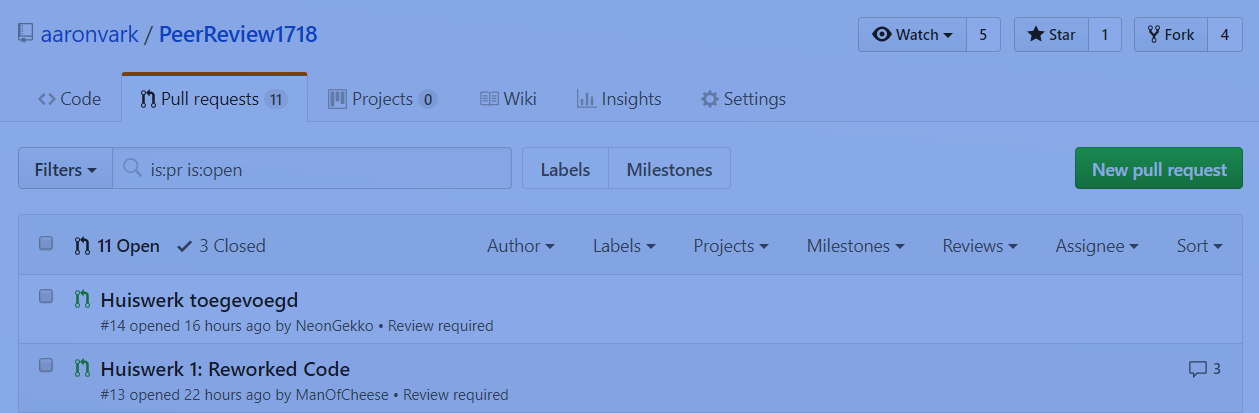 aaronvark / PeerReview1718 Watch 5 Star 1 Fork 4
Code Pull requests 11 Projects 0 Wiki Insights Settings
Filters is:pr is:open Labels Milestones New pull request
11 Open 3 Closed Author Labels Projects Milestones Reviews Assignee Sort
Huiswerk toegevoegd
#14 opened 16 hours ago by NeonGekko • Review required
Huiswerk 1: Reworked Code 3
#13 opened 22 hours ago by ManOfCheese • Review required